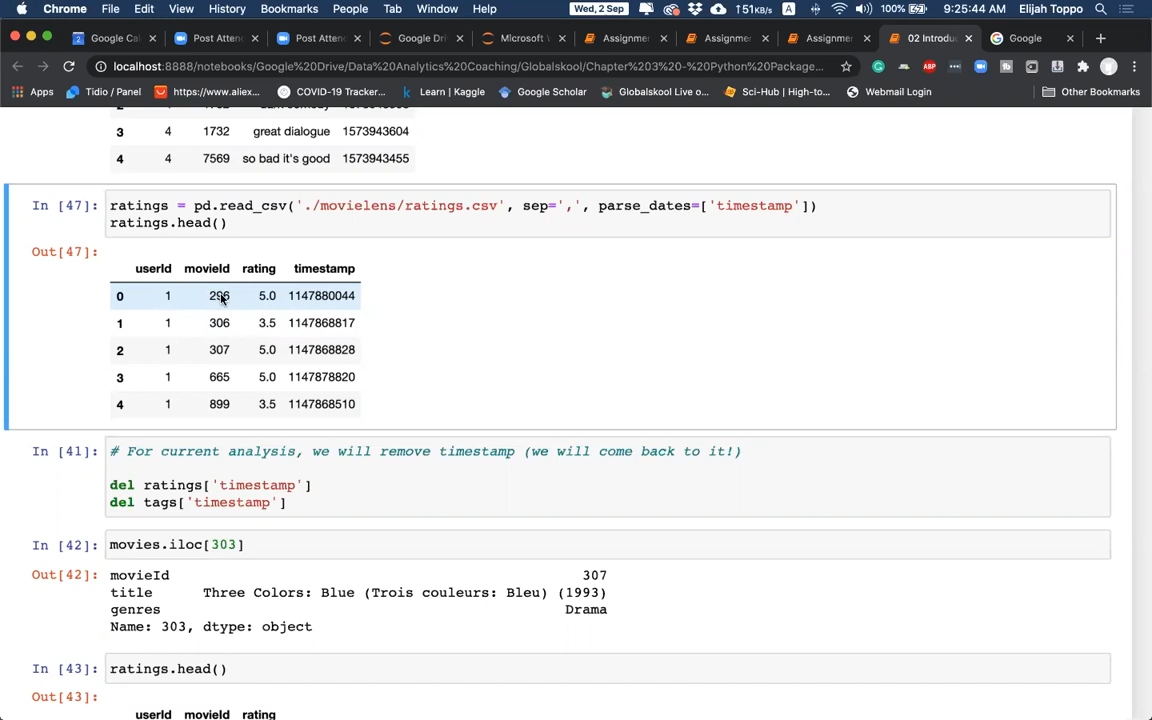 Chrome File Edit View History Bookmarks People Tab Window Help Wed, 2 Sep 51KB/s A 100% 9:25:44 Elijah Toppo
Google Ca Post Atten Post Atten Google Dri Microsoft Assignme Assignme Assignme 02 Introdu Google
localhost:8888/notebooks/Google%20Drive/Data%20Analytics%20Coaching/Globalskool/Chapter%203%20-%20Python%20Package... ABP
Apps Tidio / Panel https://www.aliex... COVID-19 Tracker... Learn | Kaggle Google Scholar Globalskool Live o... Sci-Hub | High-to... Webmail Login Other Bookmarks
3 4 1732 great dialogue 1573943604
4 4 7569 so bad it's good 1573943455
In [47]: ratings = pd.read_csv('./movielens/ratings.csv', sep=',', parse_dates=['timestamp'])
ratings.head()
Out[47]:
userId movieId rating timestamp
0 1 296 5.0 1147880044
1 1 306 3.5 1147868817
2 1 307 5.0 1147868828
3 1 665 5.0 1147878820
4 1 899 3.5 1147868510
In [41]: # For current analysis, we will remove timestamp (we will come back to it!)
del ratings['timestamp']
del tags['timestamp']
In [42]: movies.iloc[303]
Out[42]: movieId 307
title Three Colors: Blue (Trois couleurs: Bleu) (1993)
genres Drama
Name: 303, dtype: object
In [43]: ratings.head()
Out[43]:
userId movieId rating